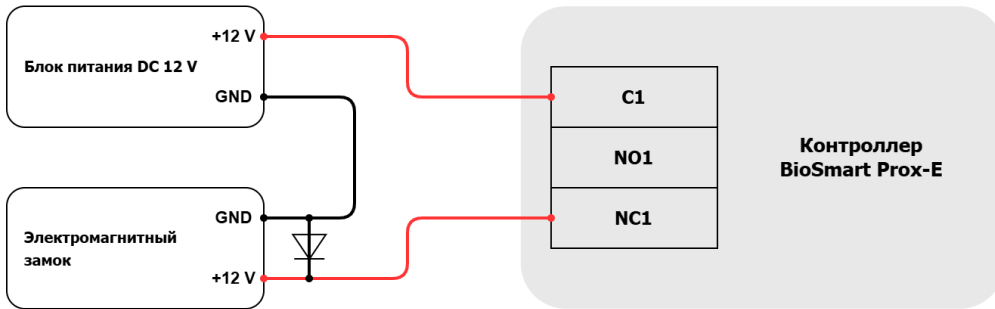 +12 V
Блок питания DC 12 V
GND
C1
NO1
Контроллер
BioSmart Prox-E
GND
NC1
Электромагнитный
замок
+12 V